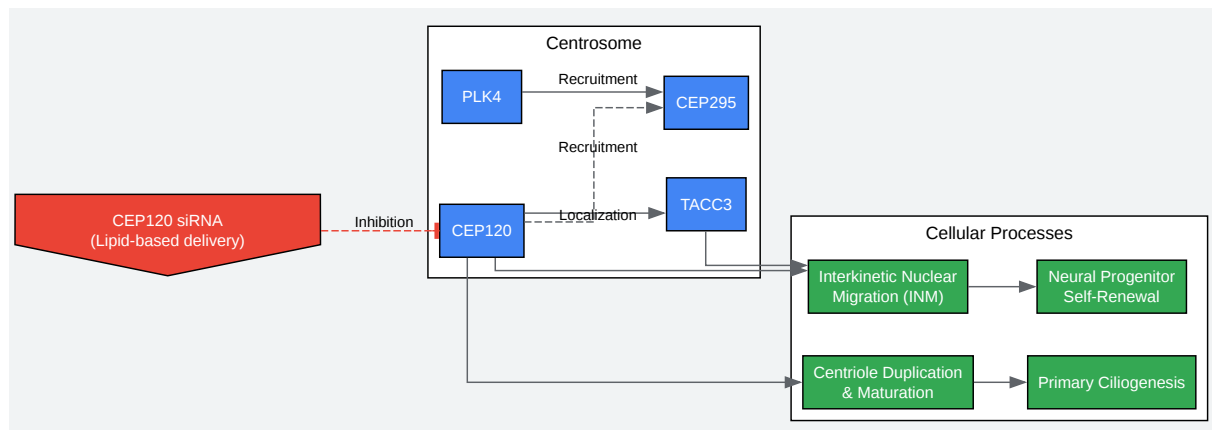 Centrosome
PLK4
Recruitment
CEP295
Recruitment
CEP120 siRNA
(Lipid-based delivery)
Inhibition
CEP120
Localization
TACC3
Cellular Processes
Interkinetic Nuclear
Migration (INM)
Neural Progenitor
Self-Renewal
Centriole Duplication
& Maturation
Primary Ciliogenesis